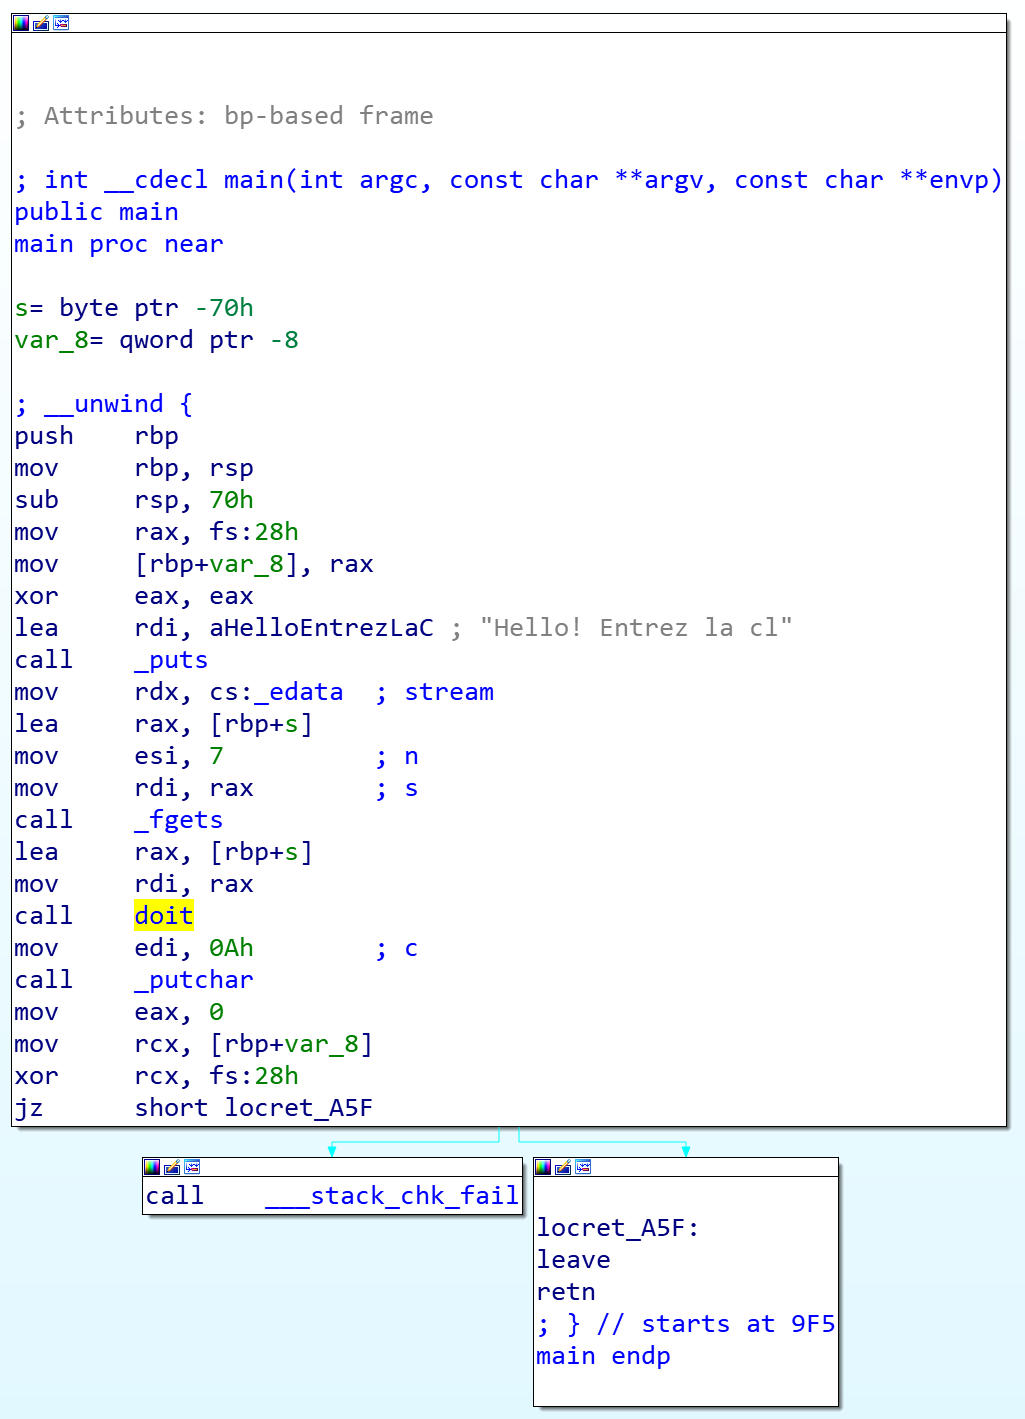 ; Attributes: bp-based frame
; int __cdecl main(int argc, const char **argv, const char **envp)
public main
main proc near
s= byte ptr -70h
var_8= qword ptr -8
; __unwind {
push    rbp
mov     rbp, rsp
sub     rsp, 70h
mov     rax, fs:28h
mov     [rbp+var_8], rax
xor     eax, eax
lea     rdi, aHelloEntrezLaC ; "Hello! Entrez la cl"
call    _puts
mov     rdx, cs:_edata  ; stream
lea     rax, [rbp+s]
mov     esi, 7          ; n
mov     rdi, rax        ; s
call    _fgets
lea     rax, [rbp+s]
mov     rdi, rax
call    doit
mov     edi, 0Ah        ; c
call    _putchar
mov     eax, 0
mov     rcx, [rbp+var_8]
xor     rcx, fs:28h
jz      short locret_A5F
call    ___stack_chk_fail
locret_A5F:
leave
retn
; } // starts at 9F5
main endp